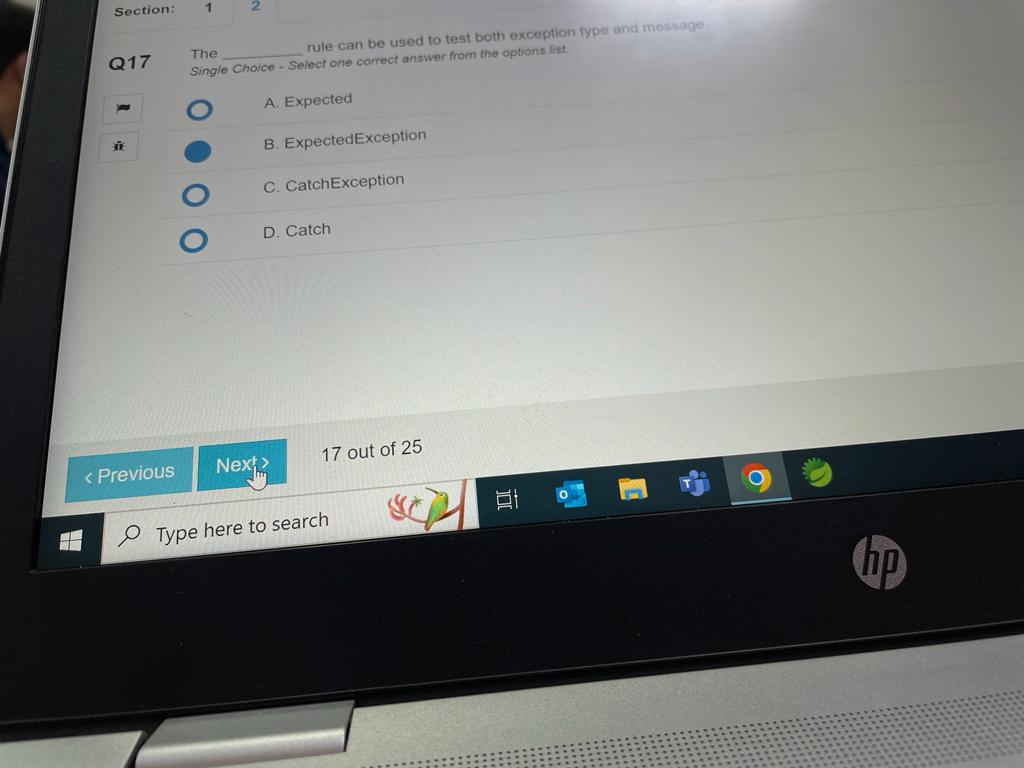 Section: 1 2
Q17
The ________ rule can be used to test both exception type and message.
Single Choice - Select one correct answer from the options list.
A. Expected
B. ExpectedException
C. CatchException
D. Catch
< Previous
Next >
17 out of 25
Type here to search
hp